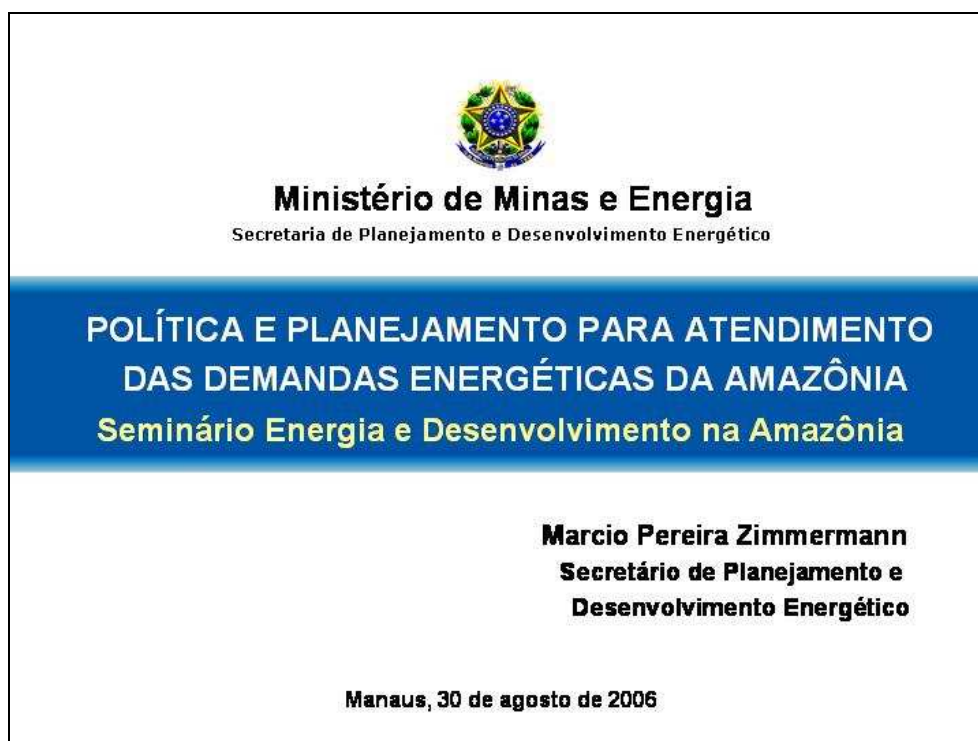 Ministério de Minas e Energia
Secretaria de Planejamento e Desenvolvimento Energético
POLÍTICA E PLANEJAMENTO PARA ATENDIMENTO
DAS DEMANDAS ENERGÉTICAS DA AMAZÔNIA
Seminário Energia e Desenvolvimento na Amazônia
Marcio Pereira Zimmermann
Secretário de Planejamento e
Desenvolvimento Energético
Manaus, 30 de agosto de 2006